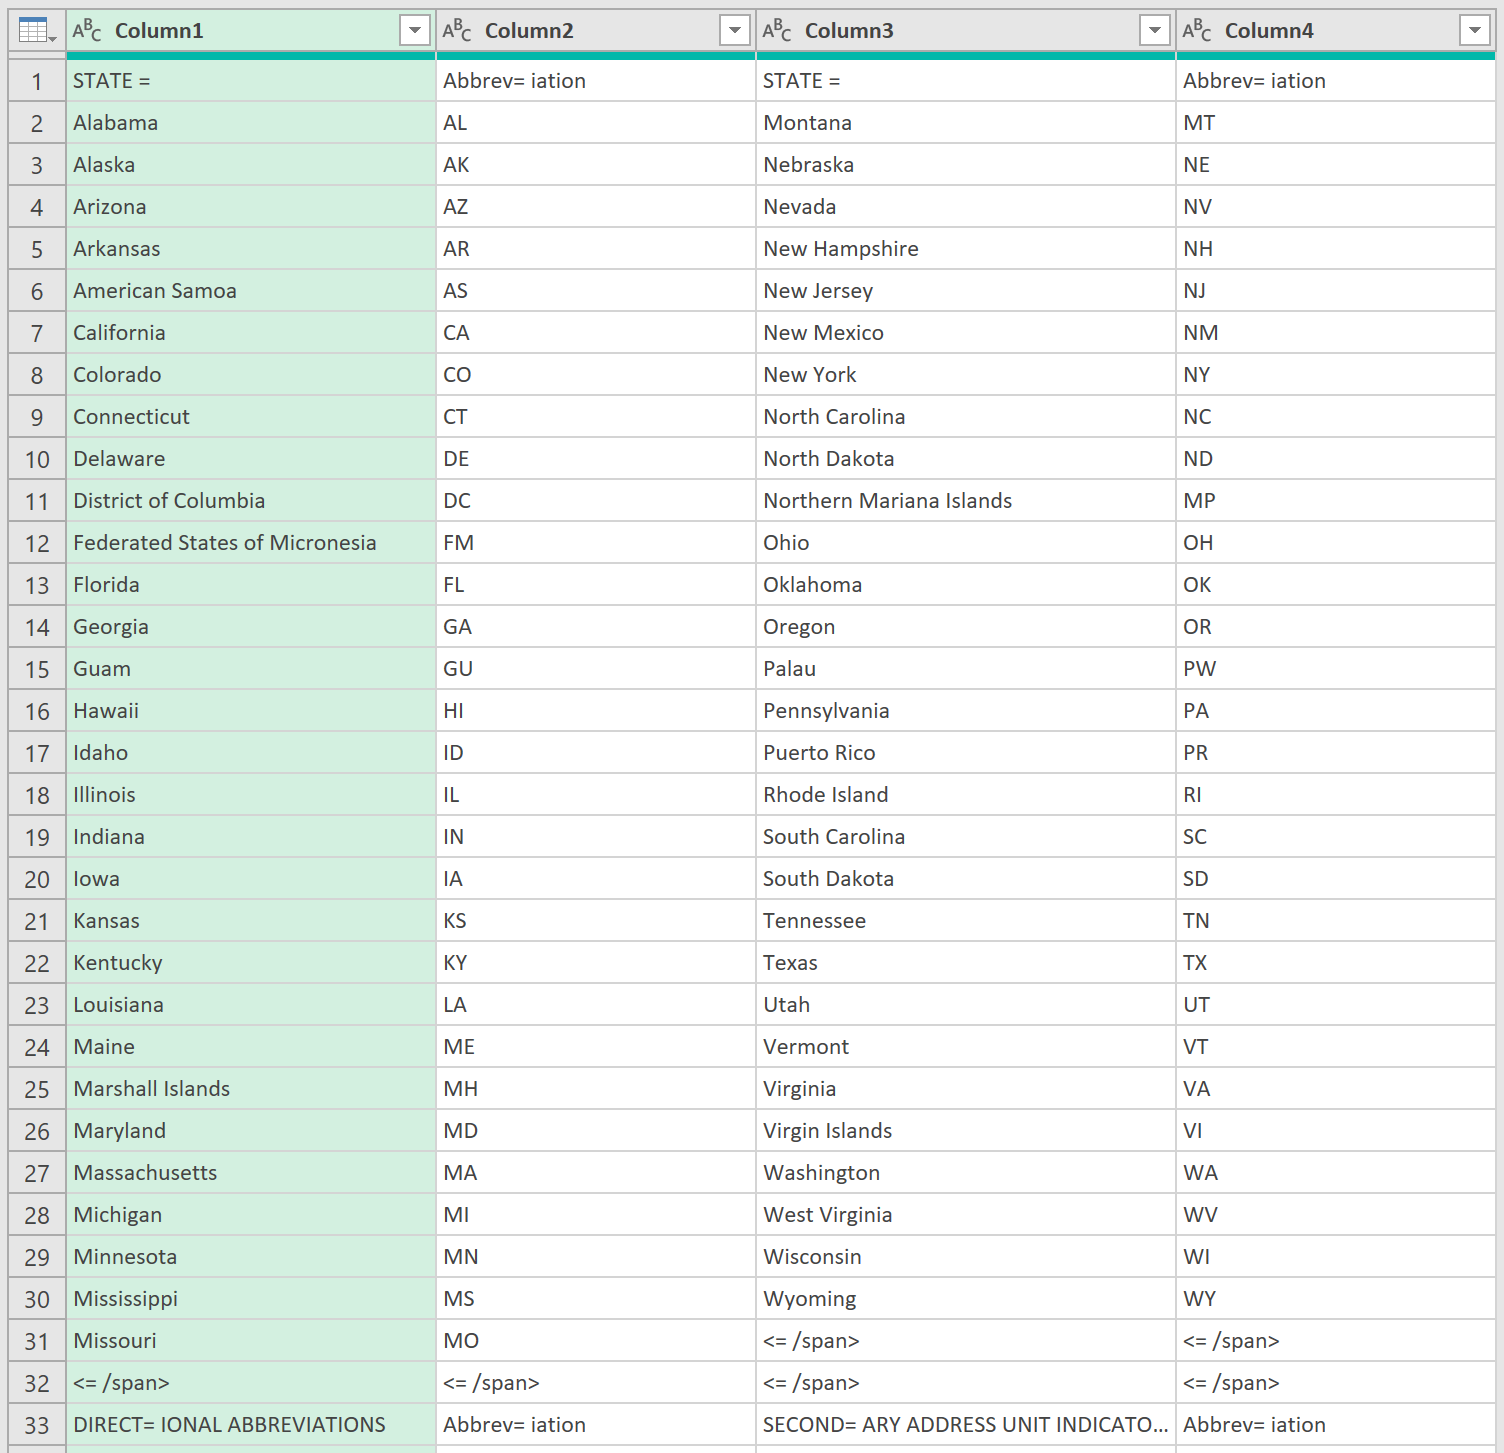 ABC Column1 ABC Column2 ABC Column3 ABC Column4
1 STATE = Abbrev= iation STATE = Abbrev= iation
2 Alabama AL Montana MT
3 Alaska AK Nebraska NE
4 Arizona AZ Nevada NV
5 Arkansas AR New Hampshire NH
6 American Samoa AS New Jersey NJ
7 California CA New Mexico NM
8 Colorado CO New York NY
9 Connecticut CT North Carolina NC
10 Delaware DE North Dakota ND
11 District of Columbia DC Northern Mariana Islands MP
12 Federated States of Micronesia FM Ohio OH
13 Florida FL Oklahoma OK
14 Georgia GA Oregon OR
15 Guam GU Palau PW
16 Hawaii HI Pennsylvania PA
17 Idaho ID Puerto Rico PR
18 Illinois IL Rhode Island RI
19 Indiana IN South Carolina SC
20 Iowa IA South Dakota SD
21 Kansas KS Tennessee TN
22 Kentucky KY Texas TX
23 Louisiana LA Utah UT
24 Maine ME Vermont VT
25 Marshall Islands MH Virginia VA
26 Maryland MD Virgin Islands VI
27 Massachusetts MA Washington WA
28 Michigan MI West Virginia WV
29 Minnesota MN Wisconsin WI
30 Mississippi MS Wyoming WY
31 Missouri MO <= /span> <= /span>
32 <= /span> <= /span> <= /span> <= /span>
33 DIRECT= IONAL ABBREVIATIONS Abbrev= iation SECOND= ARY ADDRESS UNIT INDICATO... Abbrev= iation